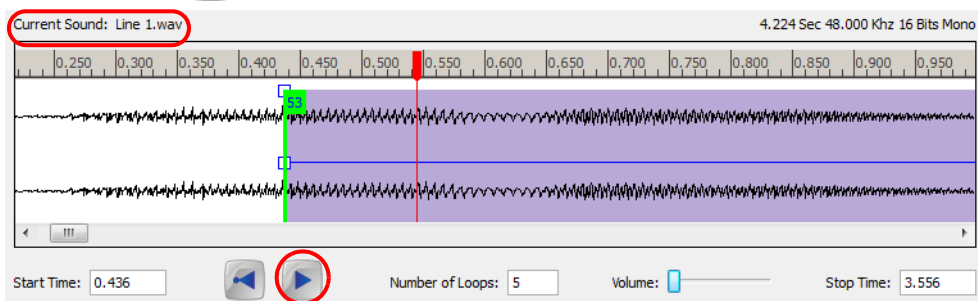 Current Sound: Line 1.wav 4.224 Sec 48.000 Khz 16 Bits Mono
0.250 0.300 0.350 0.400 0.450 0.500 0.550 0.600 0.650 0.700 0.750 0.800 0.850 0.900 0.950
53
Start Time: 0.436 Number of Loops: 5 Volume: Stop Time: 3.556